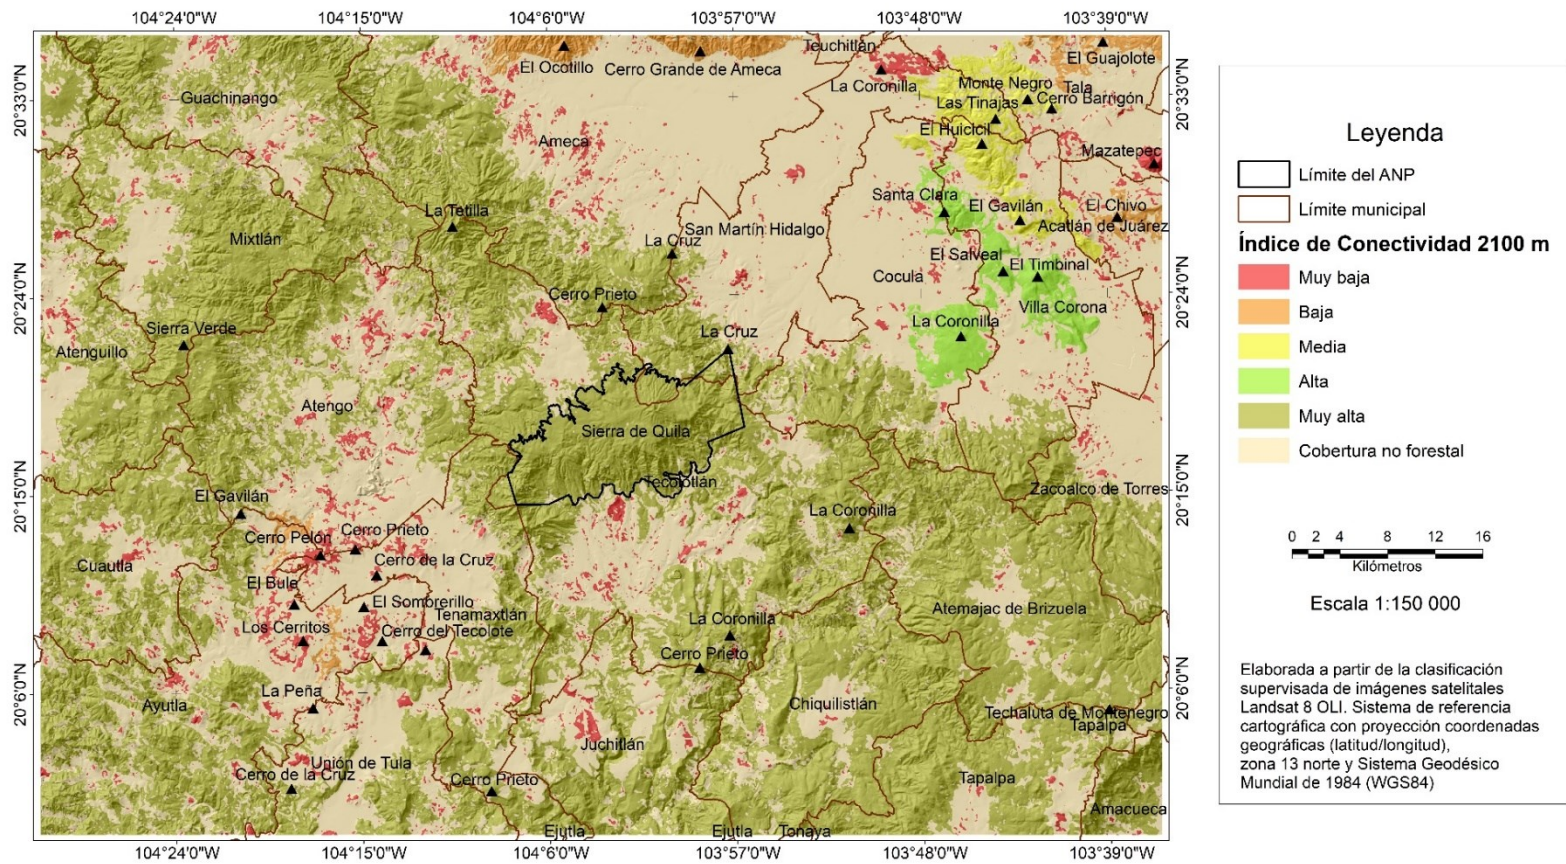 104°24'0"W
104°15'0"W
104°6'0"W
103°57'0"W
103°48'0"W
103°39'0"W
20°33'0"N
20°24'0"N
20°15'0"N
20°6'0"N
20°33'0"N
20°24'0"N
20°15'0"N
20°6'0"N
Teuchitlán
El Ocotillo
Cerro Grande de Ameca
El Guajolote
La Coronilla
Monte Negro
Tala
Guachinango
Las Tinajas
Cerro Barrigón
El Huicicil
Ameca
Mazatepec
Santa Clara
El Gavilán
El Chivo
La Tetilla
Acatlán de Juárez
San Martín Hidalgo
Mixtlán
La Cruz
El Salveal
El Timbinal
Cocula
Cerro Prieto
Villa Corona
Sierra Verde
La Coronilla
La Cruz
Atenguillo
Atengo
Sierra de Quila
Tecolotlán
Zacoalco de Torres
El Gavilán
La Coronilla
Cerro Prieto
Cerro Pelón
Cerro de la Cruz
Cuautla
El Bule
El Somorerillo
Atemajac de Brizuela
Tenamaxtlán
La Coronilla
Los Cerritos
Cerro del Tecolote
Cerro Prieto
La Peña
Ayutla
Chiquilistlán
Techaluta de Montenegro
Tapalpa
Juchitlán
Unión de Tula
Cerro de la Cruz
Cerro Prieto
Tapalpa
Amacueca
Ejutla
Ejutla
Tonaya
104°24'0"W
104°15'0"W
104°6'0"W
103°57'0"W
103°48'0"W
103°39'0"W
Leyenda
Límite del ANP
Límite municipal
Índice de Conectividad 2100 m
Muy baja
Baja
Media
Alta
Muy alta
Cobertura no forestal
0 2 4 8 12 16
Kilómetros
Escala 1:150 000
Elaborada a partir de la clasificación
supervisada de imágenes satelitales
Landsat 8 OLI. Sistema de referencia
cartográfica con proyección coordenadas
geográficas (latitud/longitud),
zona 13 norte y Sistema Geodésico
Mundial de 1984 (WGS84)